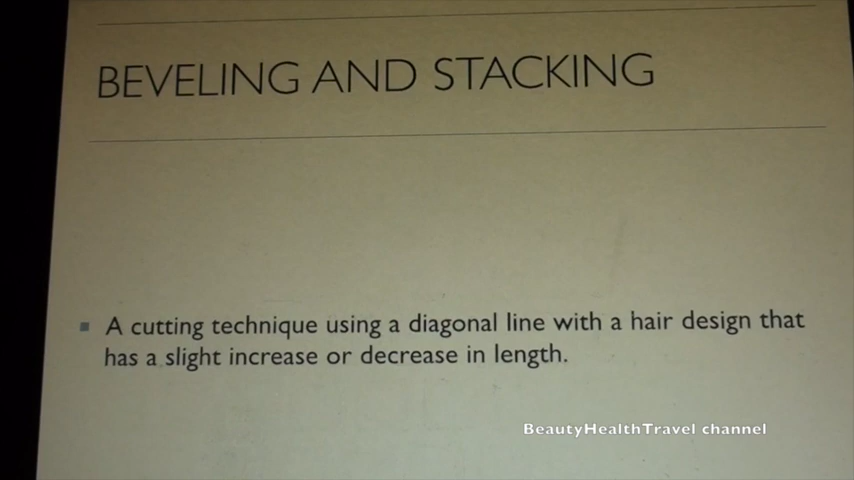 BEVELING AND STACKING
A cutting technique using a diagonal line with a hair design that
has a slight increase or decrease in length.
BeautyHealthTravel channel